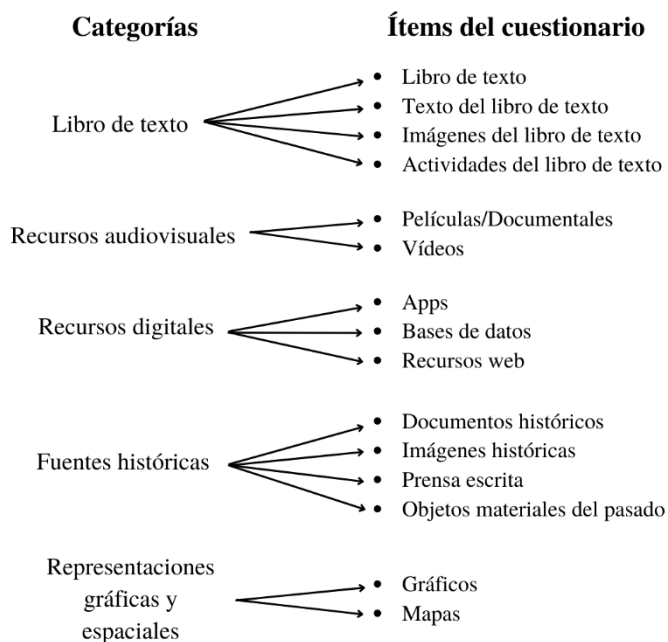 Categorías
Ítems del cuestionario
Libro de texto
• Libro de texto
• Texto del libro de texto
• Imágenes del libro de texto
• Actividades del libro de texto
Recursos audiovisuales
• Películas/Documentales
• Vídeos
Recursos digitales
• Apps
• Bases de datos
• Recursos web
Fuentes históricas
• Documentos históricos
• Imágenes históricas
• Prensa escrita
• Objetos materiales del pasado
Representaciones
gráficas y
espaciales
• Gráficos
• Mapas